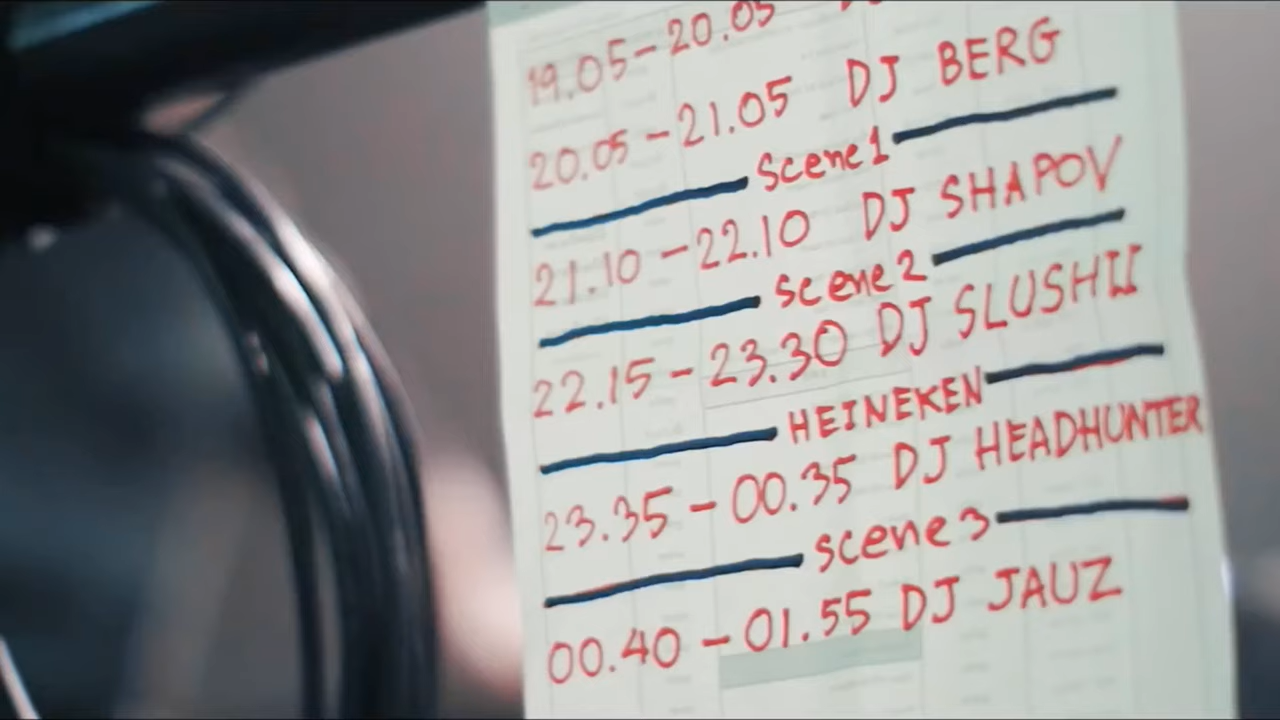 19.05-20.05
20.05-21.05 DJ BERG
Scene 1
21.10-22.10 DJ SHAPOV
Scene 2
22.15-23.30 DJ SLUSHII
HEINEKEN
23.35-00.35 DJ HEADHUNTER
Scene 3
00.40-01.55 DJ JAUZ